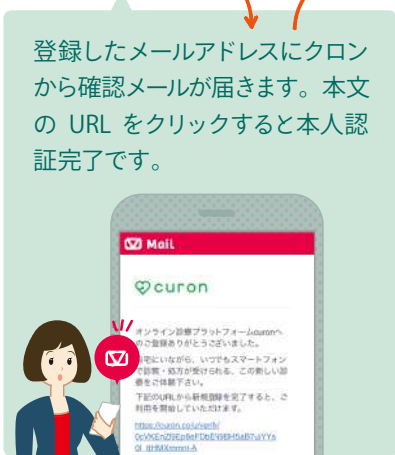 登録したメールアドレスにクロン
から確認メールが届きます。本文
の URL をクリックすると本人認
証完了です。
Mail
curon
オンライン診療プラットフォームcuronへ
のご登録ありがとうございました。
自宅にいながら、いつでもスマートフォン
で診察・処方が受けられる、この新しい診
療をご体験下さい。
下記のURLから新規登録を完了すると、ご
利用を開始していただけます。